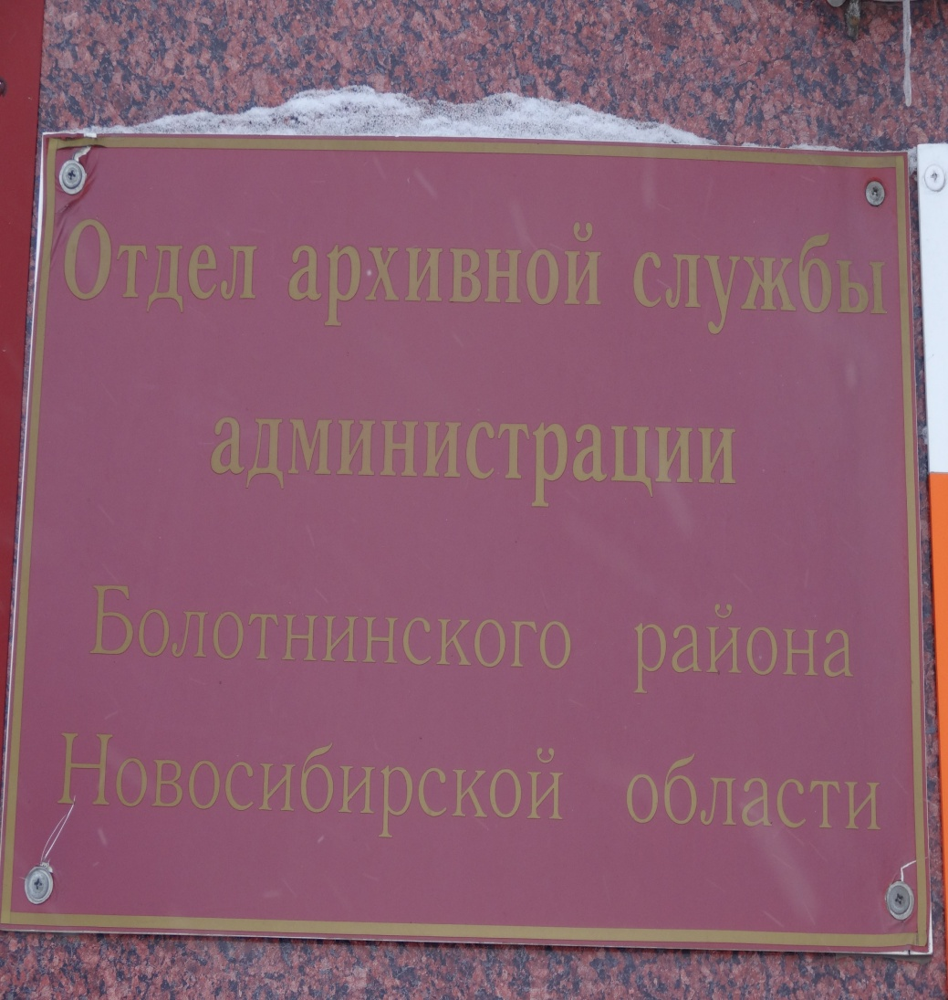 Отдел архивной службы
администрации
Болотнинского района
Новосибирской области